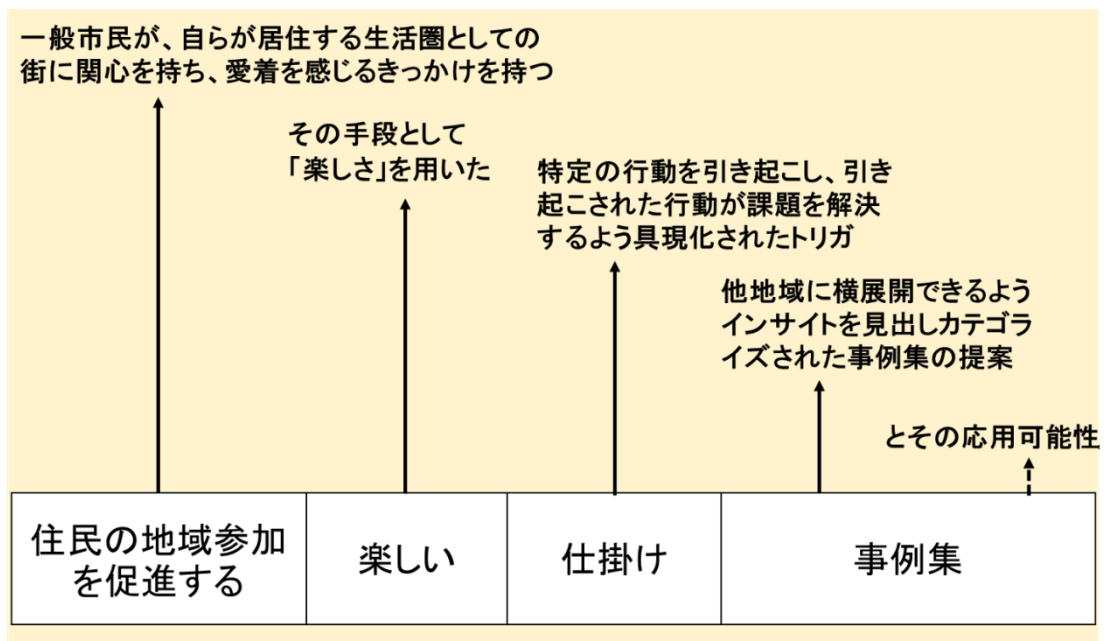 一般市民が、自らが居住する生活圏としての
街に関心を持ち、愛着を感じるきっかけを持つ
その手段として
「楽しさ」を用いた
特定の行動を引き起こし、引き
起こされた行動が課題を解決
するよう具現化されたトリガ
他地域に横展開できるよう
インサイトを見出しカテゴラ
イズされた事例集の提案
とその応用可能性
住民の地域参加
を促進する
楽しい
仕掛け
事例集